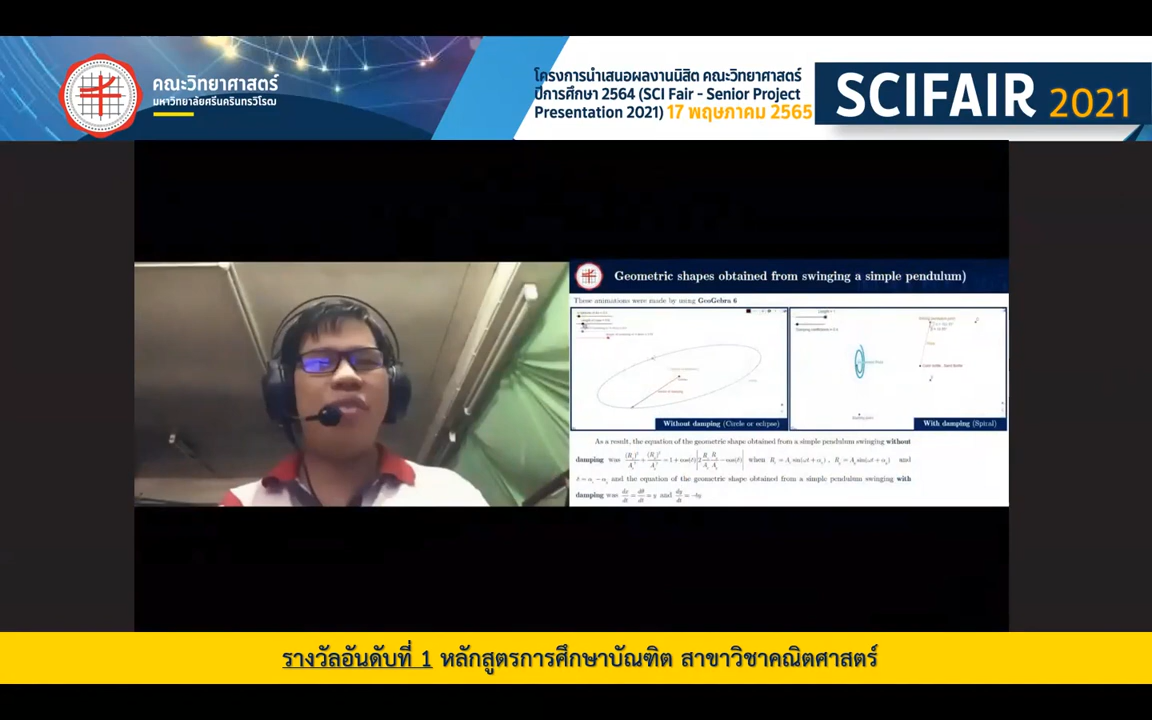 คณะวิทยาศาสตร์
มหาวิทยาลัยศรีนครินทรวิโรฒ
โครงการนำเสนอผลงานนิสิต คณะวิทยาศาสตร์
ปีการศึกษา 2564 (SCI Fair - Senior Project
Presentation 2021) 17 พฤษภาคม 2565
SCIFAIR 2021
Geometric shapes obtained from swinging a simple pendulum)
These animations were made by using GeoGebra 6
Without damping (Circle or eclipse)
With damping (Spiral)
As a result, the equation of the geometric shape obtained from a simple pendulum swinging without
damping was
when
and
and the equation of the geometric shape obtained from a simple pendulum swinging with
damping was dx/dt = dθ/dt = y and dy/dt = -by
รางวัลอันดับที่ 1 หลักสูตรการศึกษาบัณฑิต สาขาวิชาคณิตศาสตร์